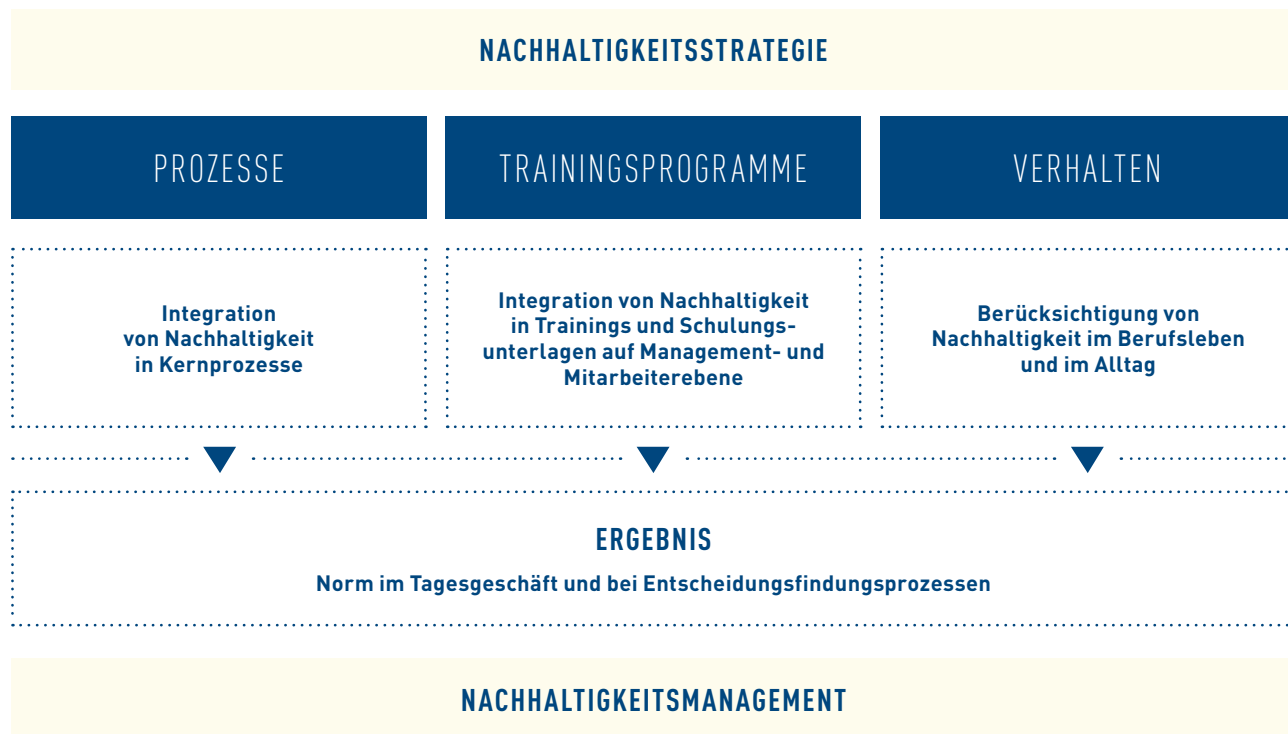 NACHHALTIGKEITSSTRATEGIE
PROZESSE
TRAININGSPROGRAMME
VERHALTEN
Integration
von Nachhaltigkeit
in Kernprozesse
Integration von Nachhaltigkeit
in Trainings und Schulungs-
unterlagen auf Management- und
Mitarbeiterebene
Berücksichtigung von
Nachhaltigkeit im Berufsleben
und im Alltag
ERGEBNIS
Norm im Tagesgeschäft und bei Entscheidungsfindungsprozessen
NACHHALTIGKEITSMANAGEMENT